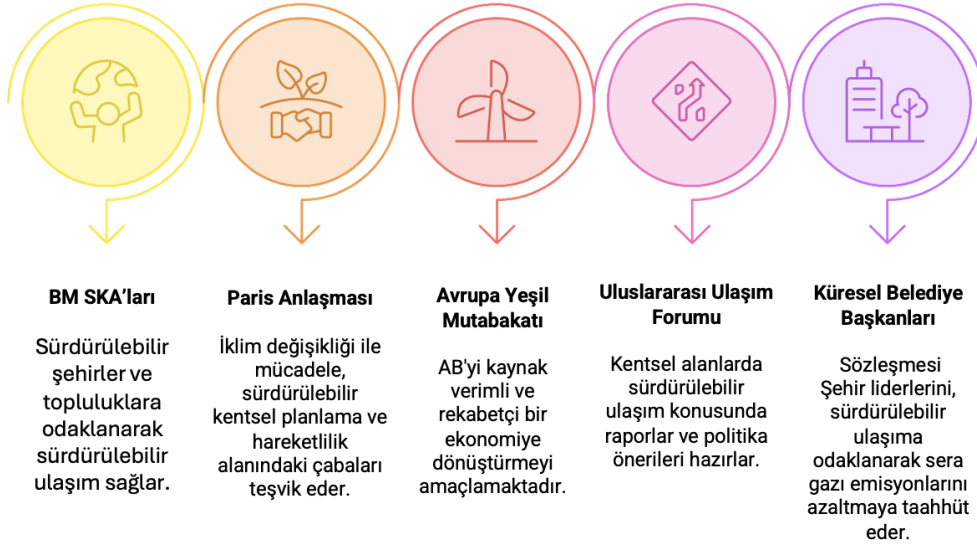 BM SKA'ları
Sürdürülebilir
şehirler ve
topluluklara
odaklanarak
sürdürülebilir
ulaşım sağlar.
Paris Anlaşması
İklim değişikliği ile
mücadele,
sürdürülebilir
kentsel planlama ve
hareketlilik
alanındaki çabaları
teşvik eder.
Avrupa Yeşil
Mutabakatı
AB'yi kaynak
verimli ve
rekabetçi bir
ekonomiye
dönüştürmeyi
amaçlamaktadır.
Uluslararası Ulaşım
Forumu
Kentsel alanlarda
sürdürülebilir
ulaşım konusunda
raporlar ve politika
önerileri hazırlar.
Küresel Belediye
Başkanları
Sözleşmesi
Şehir liderlerini,
sürdürülebilir
ulaşıma
odaklanarak sera
gazı emisyonlarını
azaltmaya taahhüt
eder.